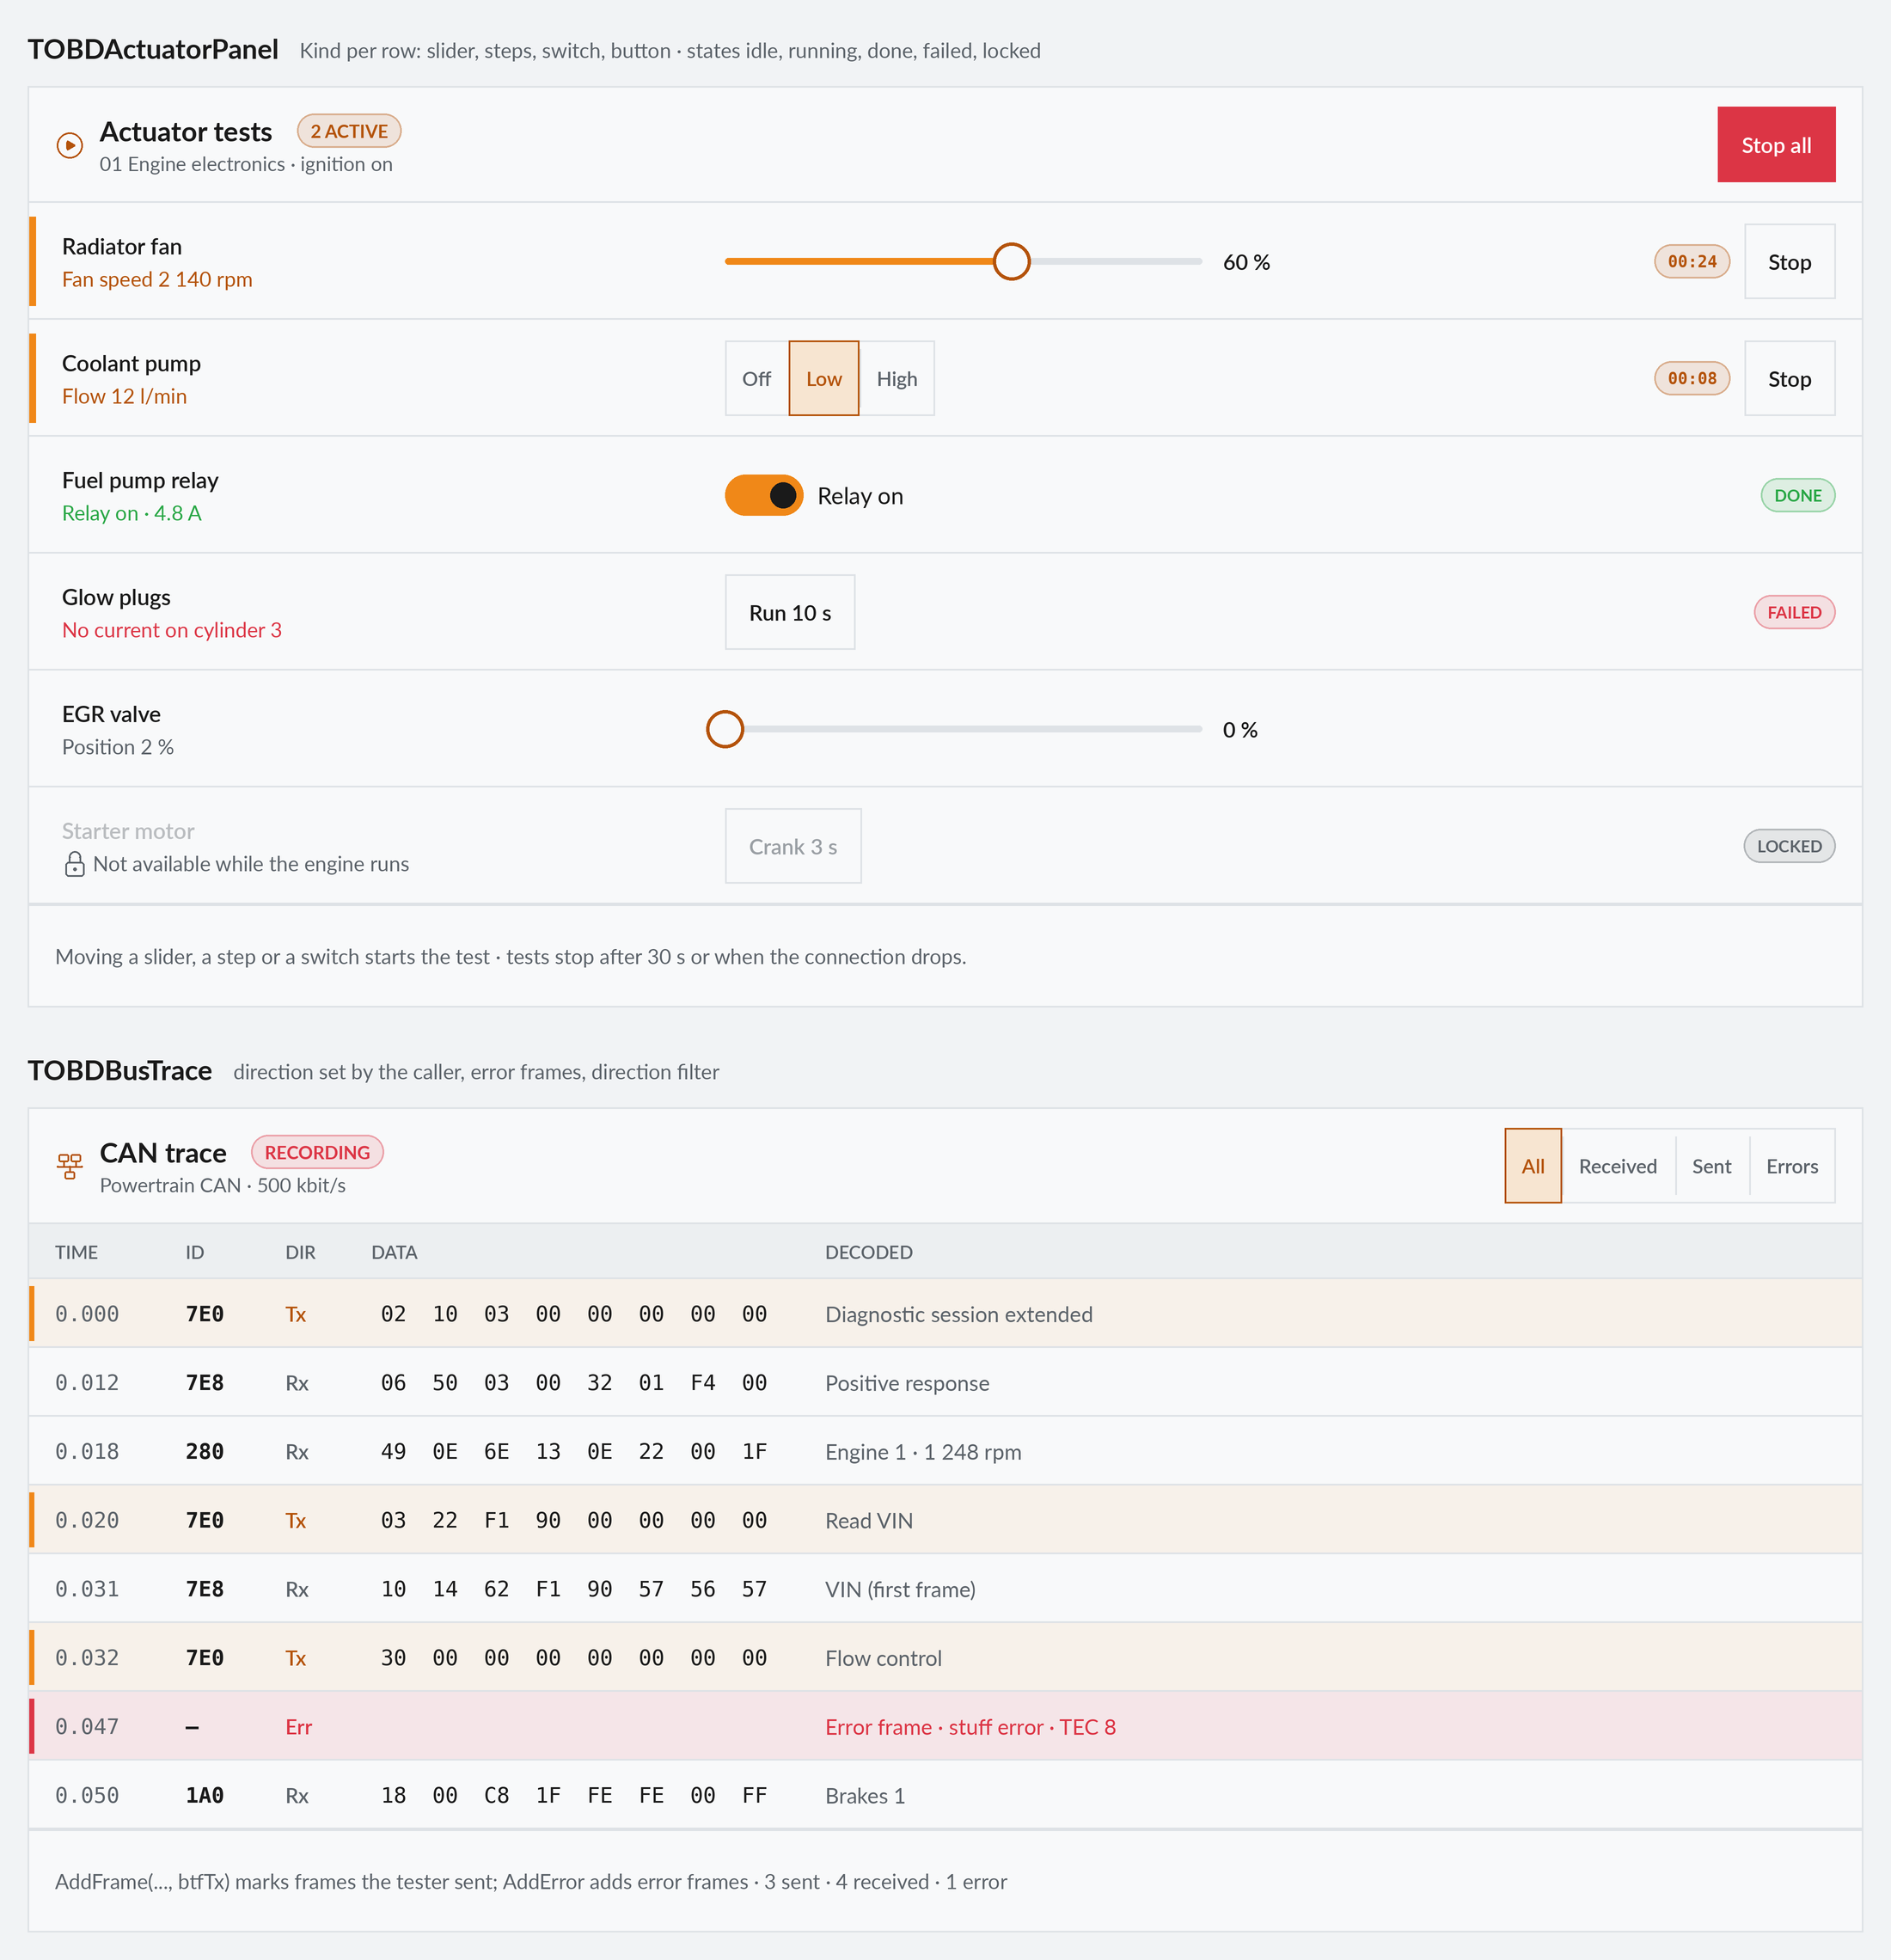 TOBDActuatorPanel Kind per row: slider, steps, switch, button · states idle, running, done, failed, locked
Actuator tests 2 ACTIVE
01 Engine electronics · ignition on
Stop all
Radiator fan
Fan speed 2 140 rpm
60 %
00:24
Stop
Coolant pump
Flow 12 l/min
Off Low High
00:08
Stop
Fuel pump relay
Relay on · 4.8 A
Relay on
DONE
Glow plugs
No current on cylinder 3
Run 10 s
FAILED
EGR valve
Position 2 %
0 %
Starter motor
Not available while the engine runs
Crank 3 s
LOCKED
Moving a slider, a step or a switch starts the test · tests stop after 30 s or when the connection drops.
TOBDBusTrace direction set by the caller, error frames, direction filter
CAN trace RECORDING
Powertrain CAN · 500 kbit/s
All Received Sent Errors
TIME ID DIR DATA DECODED
0.000 7E0 Tx 02 10 03 00 00 00 00 00 Diagnostic session extended
0.012 7E8 Rx 06 50 03 00 32 01 F4 00 Positive response
0.018 280 Rx 49 0E 6E 13 0E 22 00 1F Engine 1 · 1 248 rpm
0.020 7E0 Tx 03 22 F1 90 00 00 00 00 Read VIN
0.031 7E8 Rx 10 14 62 F1 90 57 56 57 VIN (first frame)
0.032 7E0 Tx 30 00 00 00 00 00 00 00 Flow control
0.047 – Err Error frame · stuff error · TEC 8
0.050 1A0 Rx 18 00 C8 1F FE FE 00 FF Brakes 1
AddFrame(..., btfTx) marks frames the tester sent; AddError adds error frames · 3 sent · 4 received · 1 error